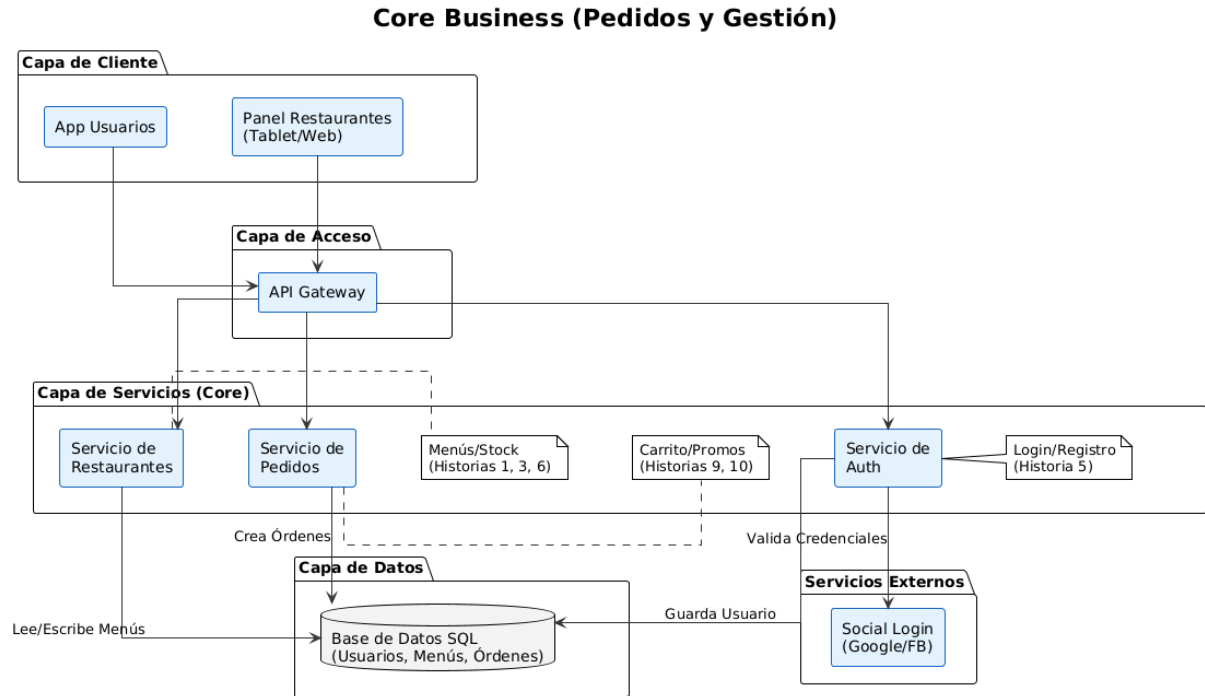 Core Business (Pedidos y Gestión)
Capa de Cliente
App Usuarios
Panel Restaurantes
(Tablet/Web)
Capa de Acceso
API Gateway
Capa de Servicios (Core)
Servicio de
Restaurantes
Servicio de
Pedidos
Menús/Stock
(Historias 1, 3, 6)
Carrito/Promos
(Historias 9, 10)
Servicio de
Auth
Login/Registro
(Historia 5)
Crea Órdenes
Valida Credenciales
Capa de Datos
Servicios Externos
Lee/Escribe Menús
Base de Datos SQL
(Usuarios, Menús, Órdenes)
Guarda Usuario
Social Login
(Google/FB)